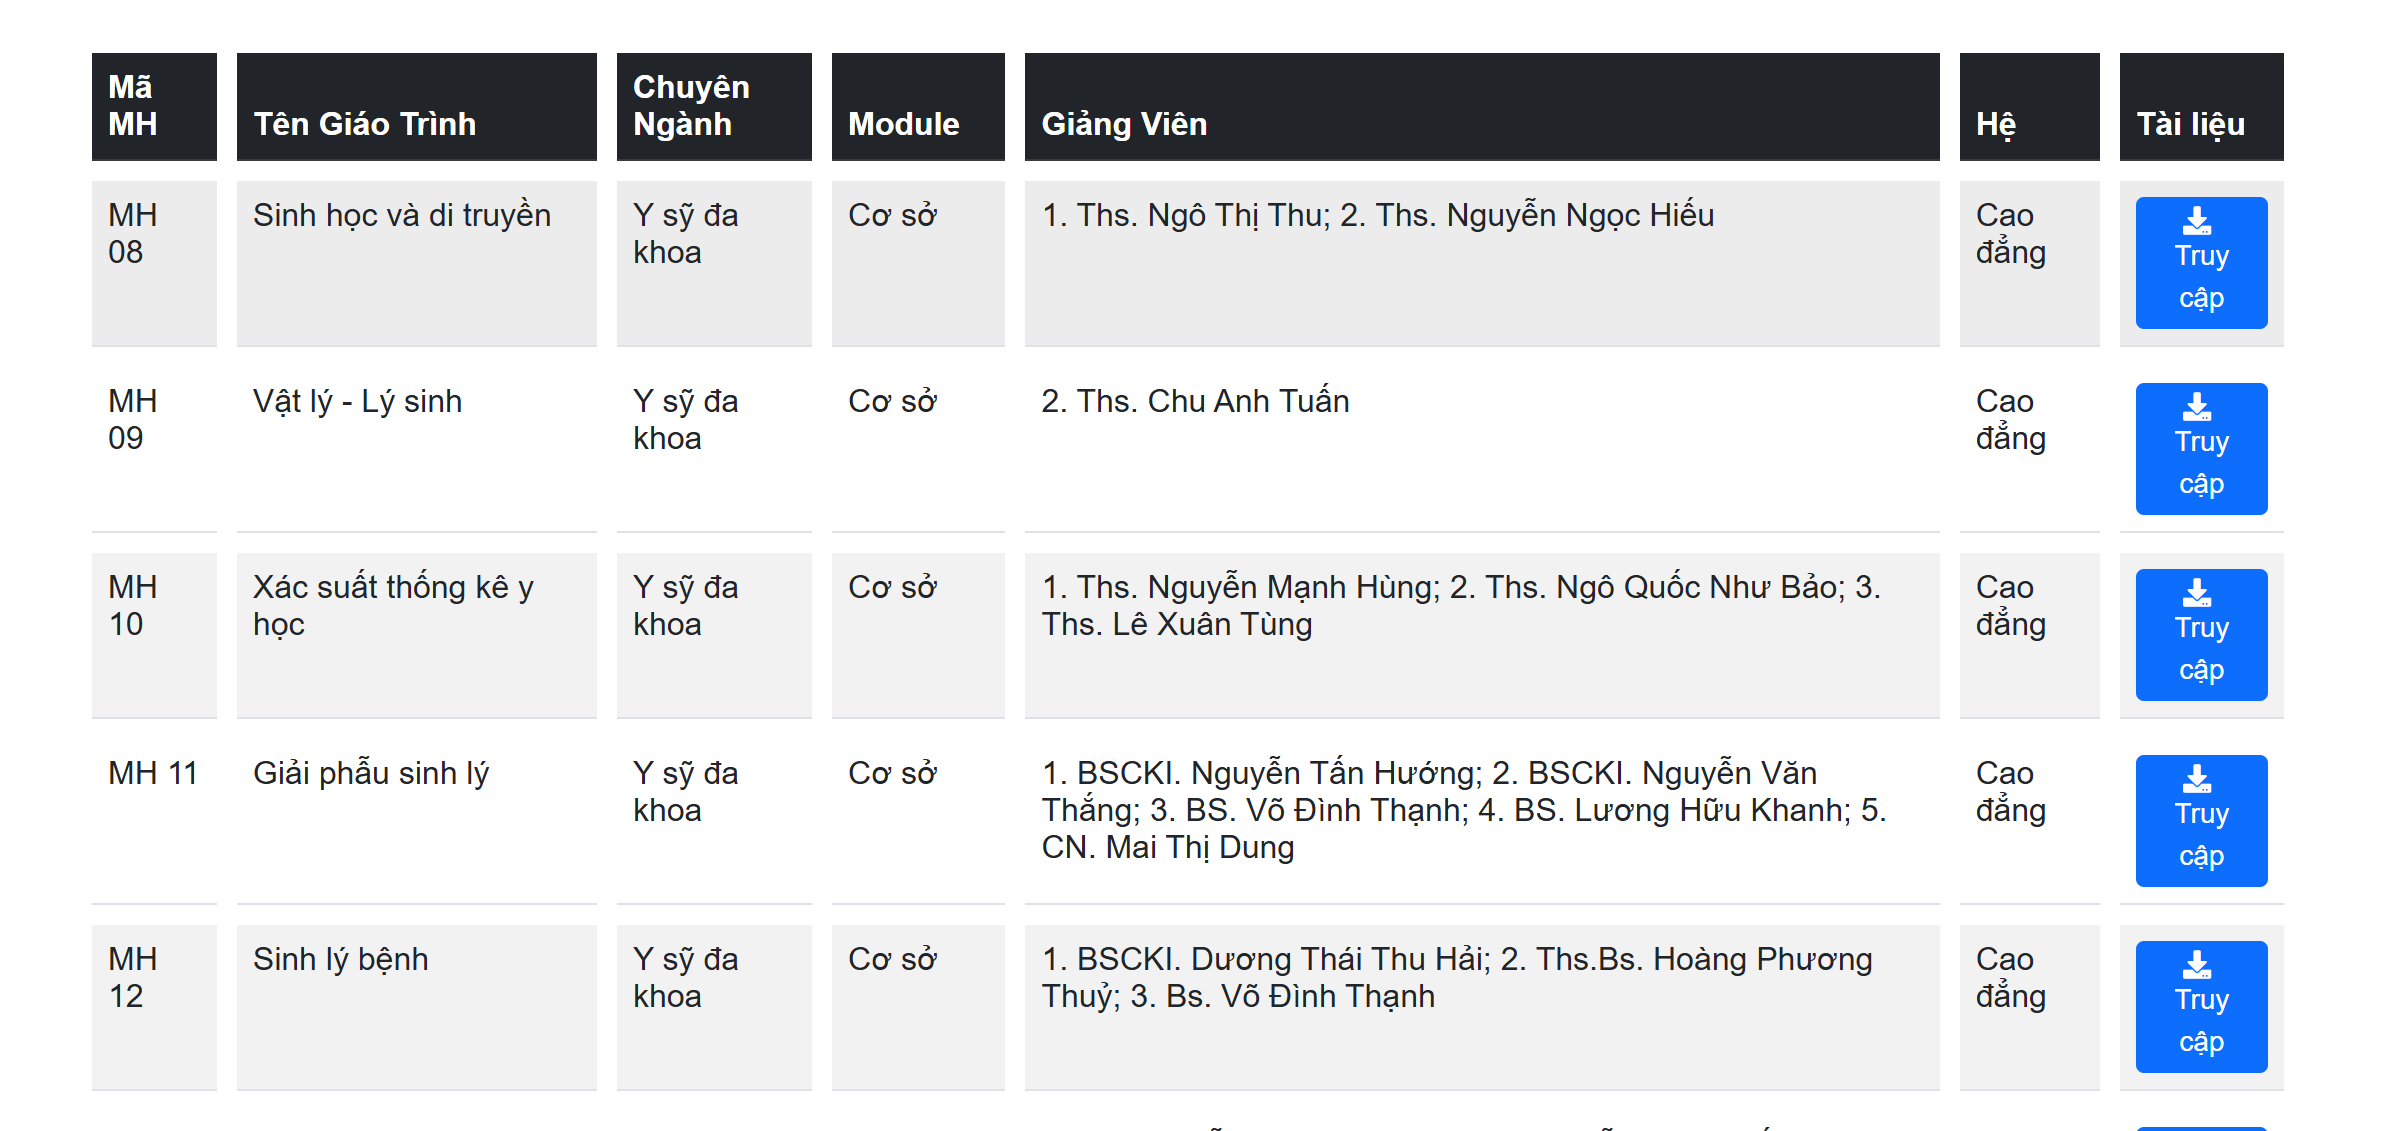 Mã
MH
Tên Giáo Trình
Chuyên
Ngành
Module
Giảng Viên
Hệ
Tài liệu
MH
08
Sinh học và di truyền
Y sỹ đa
khoa
Cơ sở
1. Ths. Ngô Thị Thu; 2. Ths. Nguyễn Ngọc Hiếu
Cao
đẳng
Truy
cập
MH
09
Vật lý - Lý sinh
Y sỹ đa
khoa
Cơ sở
2. Ths. Chu Anh Tuấn
Cao
đẳng
Truy
cập
MH
10
Xác suất thống kê y
học
Y sỹ đa
khoa
Cơ sở
1. Ths. Nguyễn Mạnh Hùng; 2. Ths. Ngô Quốc Như Bảo; 3.
Ths. Lê Xuân Tùng
Cao
đẳng
Truy
cập
MH 11
Giải phẫu sinh lý
Y sỹ đa
khoa
Cơ sở
1. BSCKI. Nguyễn Tấn Hướng; 2. BSCKI. Nguyễn Văn
Thắng; 3. BS. Võ Đình Thạnh; 4. BS. Lương Hữu Khanh; 5.
CN. Mai Thị Dung
Cao
đẳng
Truy
cập
MH
12
Sinh lý bệnh
Y sỹ đa
khoa
Cơ sở
1. BSCKI. Dương Thái Thu Hải; 2. Ths.Bs. Hoàng Phương
Thuỷ; 3. Bs. Võ Đình Thạnh
Cao
đẳng
Truy
cập